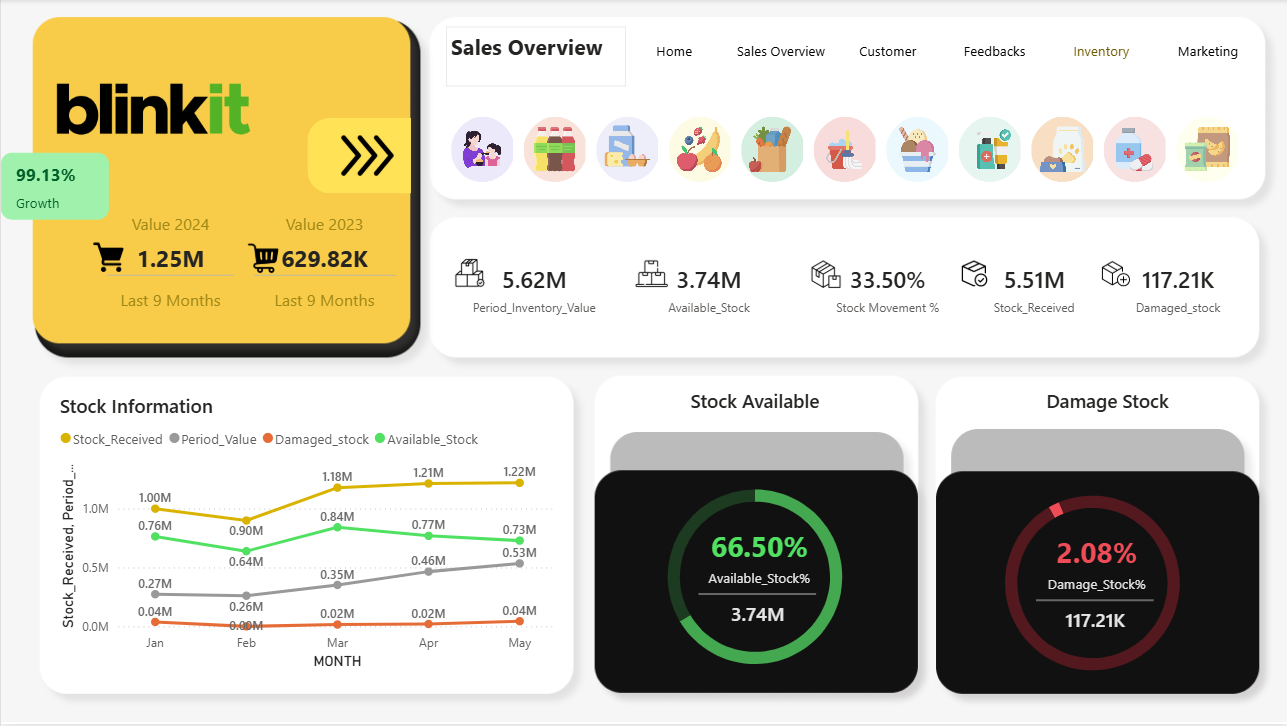 blinkit
99.13%
Growth
Value 2024
1.25M
Last 9 Months
Value 2023
629.82K
Last 9 Months
Sales Overview
Home
Sales Overview
Customer
Feedbacks
Inventory
Marketing
5.62M
Period_Inventory_Value
3.74M
Available_Stock
33.50%
Stock Movement %
5.51M
Stock_Received
117.21K
Damaged_stock
Stock Information
Stock_Received Period_Value Damaged_stock Available_Stock
Stock_Received, Period_...
1.0M
0.5M
0.0M
1.00M
0.90M
1.18M
1.21M
1.22M
0.76M
0.64M
0.84M
0.77M
0.73M
0.27M
0.26M
0.35M
0.46M
0.53M
0.04M
0.00M
0.02M
0.02M
0.04M
Jan Feb Mar Apr May
MONTH
Stock Available
66.50%
Available_Stock%
3.74M
Damage Stock
2.08%
Damage_Stock%
117.21K